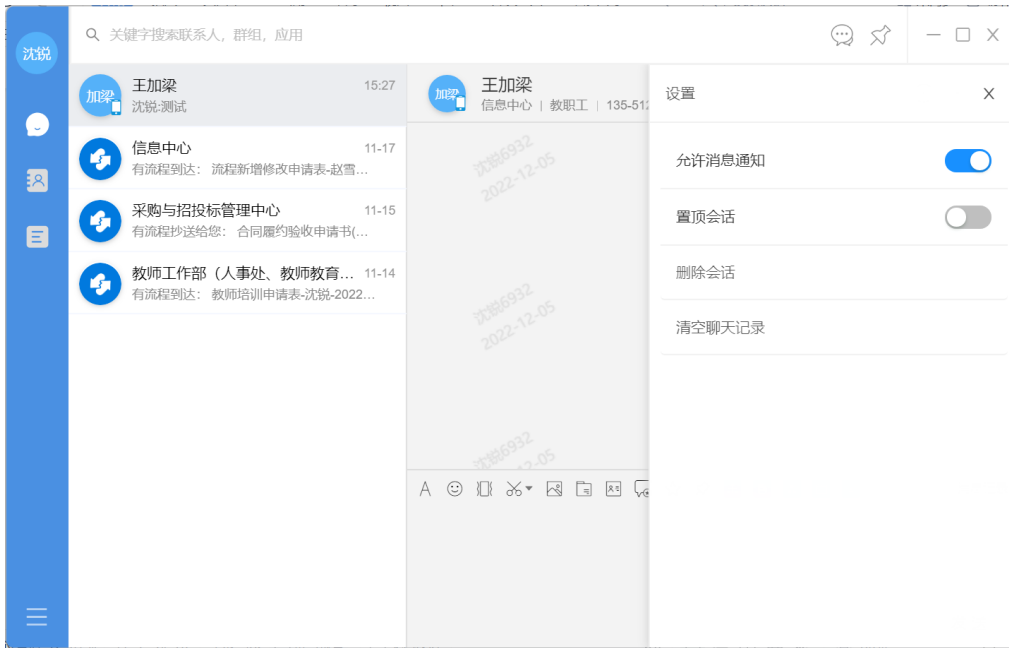 沈锐
关键字搜索联系人，群组，应用
加梁
王加梁
15:27
沈锐:测试
信息中心
11-17
有流程到达： 流程新增修改申请表-赵雪...
采购与招投标管理中心
11-15
有流程抄送给您： 合同履约验收申请书(...
教师工作部（人事处、教师教育...
11-14
有流程到达： 教师培训申请表-沈锐-2022...
加梁
王加梁
信息中心 | 教职工 | 135-512
沈锐6932
2022-12-05
沈锐6932
2022-12-05
沈锐6932
12-05
设置
允许消息通知
置顶会话
删除会话
清空聊天记录